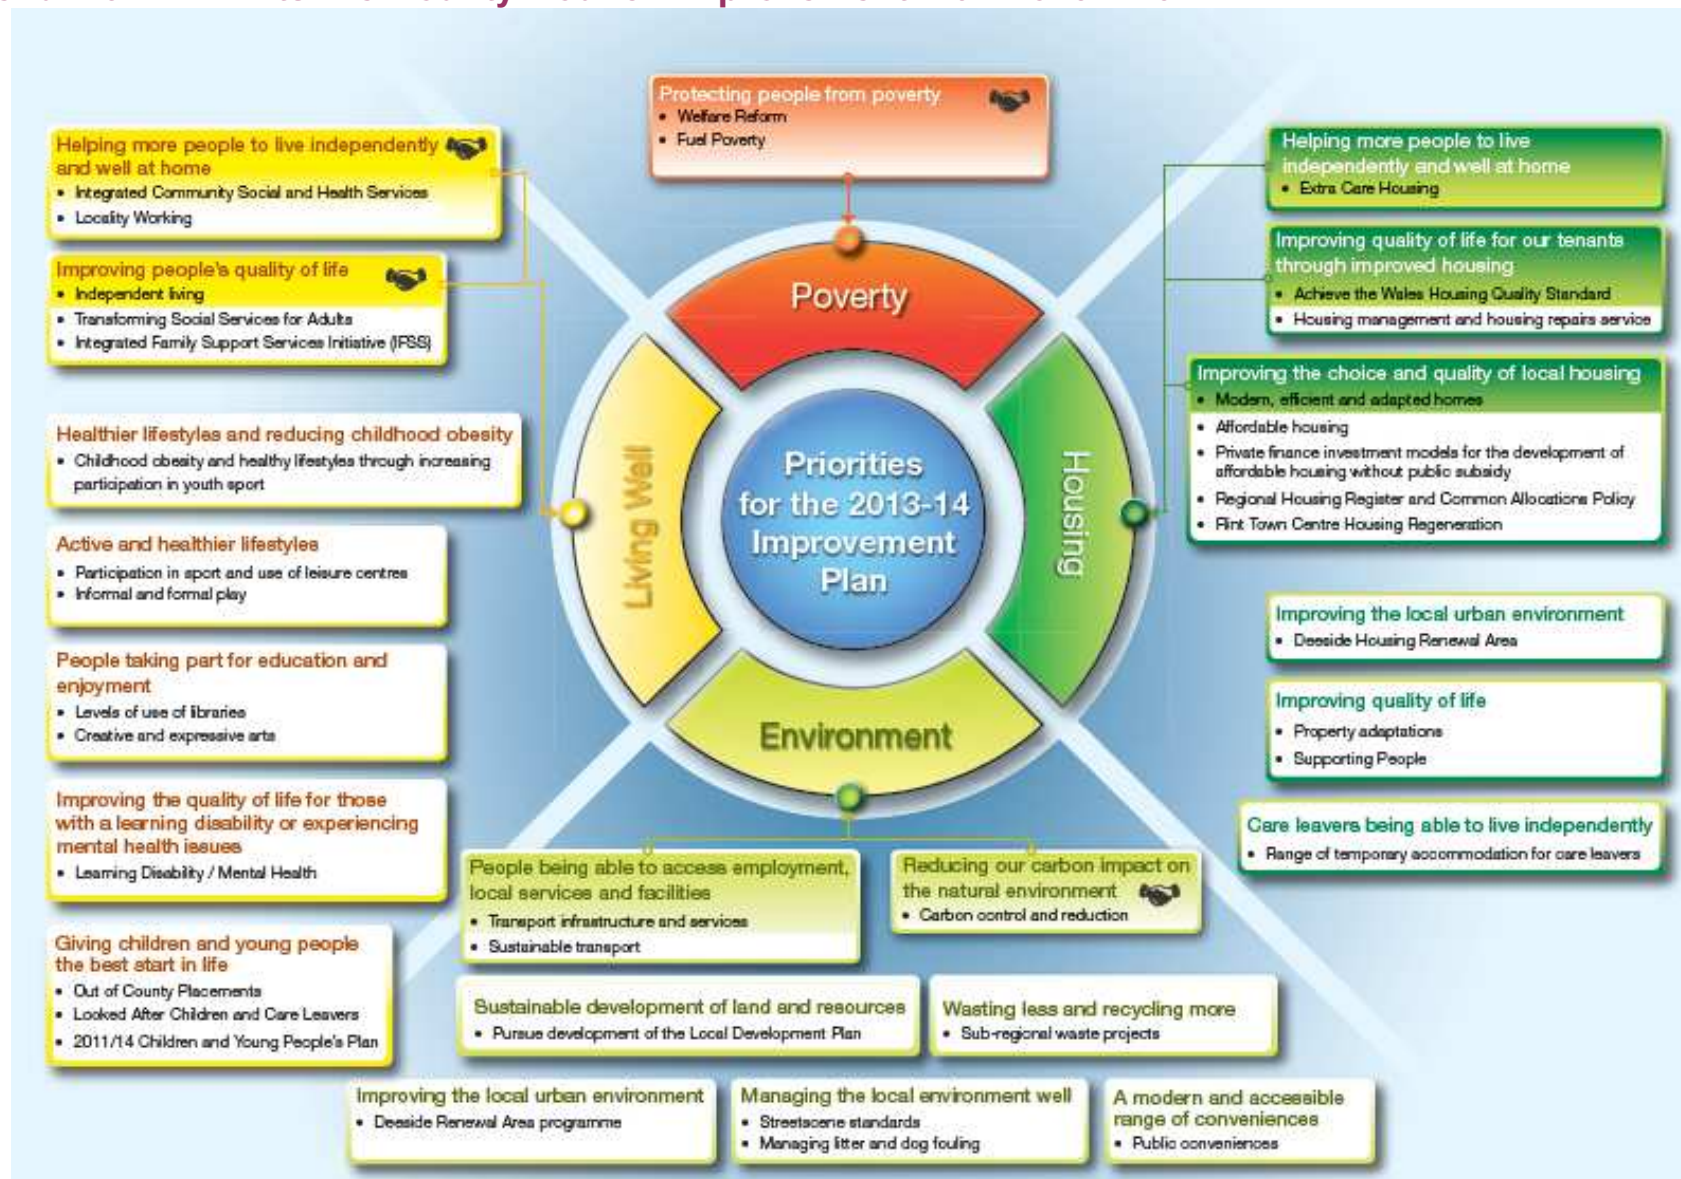 Protecting people from poverty
• Welfare Reform
• Fuel Poverty
Helping more people to live independently
and well at home
• Integrated Community Social and Health Services
• Locality Working
Improving people's quality of life
• Independent living
• Transforming Social Services for Adults
• Integrated Family Support Services Initiative (IFSS)
Healthier lifestyles and reducing childhood obesity
• Childhood obesity and healthy lifestyles through increasing
participation in youth sport
Active and healthier lifestyles
• Participation in sport and use of leisure centres
• Informal and formal play
People taking part for education and
enjoyment
• Levels of use of libraries
• Creative and expressive arts
Improving the quality of life for those
with a learning disability or experiencing
mental health issues
• Learning Disability / Mental Health
Giving children and young people
the best start in life
• Out of County Placements
• Looked After Children and Care Leavers
• 2011/14 Children and Young People's Plan
Poverty
Living Well
Priorities
for the 2013-14
Improvement
Plan
Housing
Environment
Helping more people to live
independently and well at home
• Extra Care Housing
Improving quality of life for our tenants
through improved housing
• Achieve the Wales Housing Quality Standard
• Housing management and housing repairs service
Improving the choice and quality of local housing
• Modern, efficient and adapted homes
• Affordable housing
• Private finance investment models for the development of
affordable housing without public subsidy
• Regional Housing Register and Common Allocations Policy
• Flint Town Centre Housing Regeneration
Improving the local urban environment
• Deeside Housing Renewal Area
Improving quality of life
• Property adaptations
• Supporting People
Care leavers being able to live independently
• Range of temporary accommodation for care leavers
People being able to access employment,
local services and facilities
• Transport infrastructure and services
• Sustainable transport
Reducing our carbon impact on
the natural environment
• Carbon control and reduction
Sustainable development of land and resources
• Pursue development of the Local Development Plan
Wasting less and recycling more
• Sub-regional waste projects
Improving the local urban environment
• Deeside Renewal Area programme
Managing the local environment well
• Streetscene standards
• Managing litter and dog fouling
A modern and accessible
range of conveniences
• Public conveniences